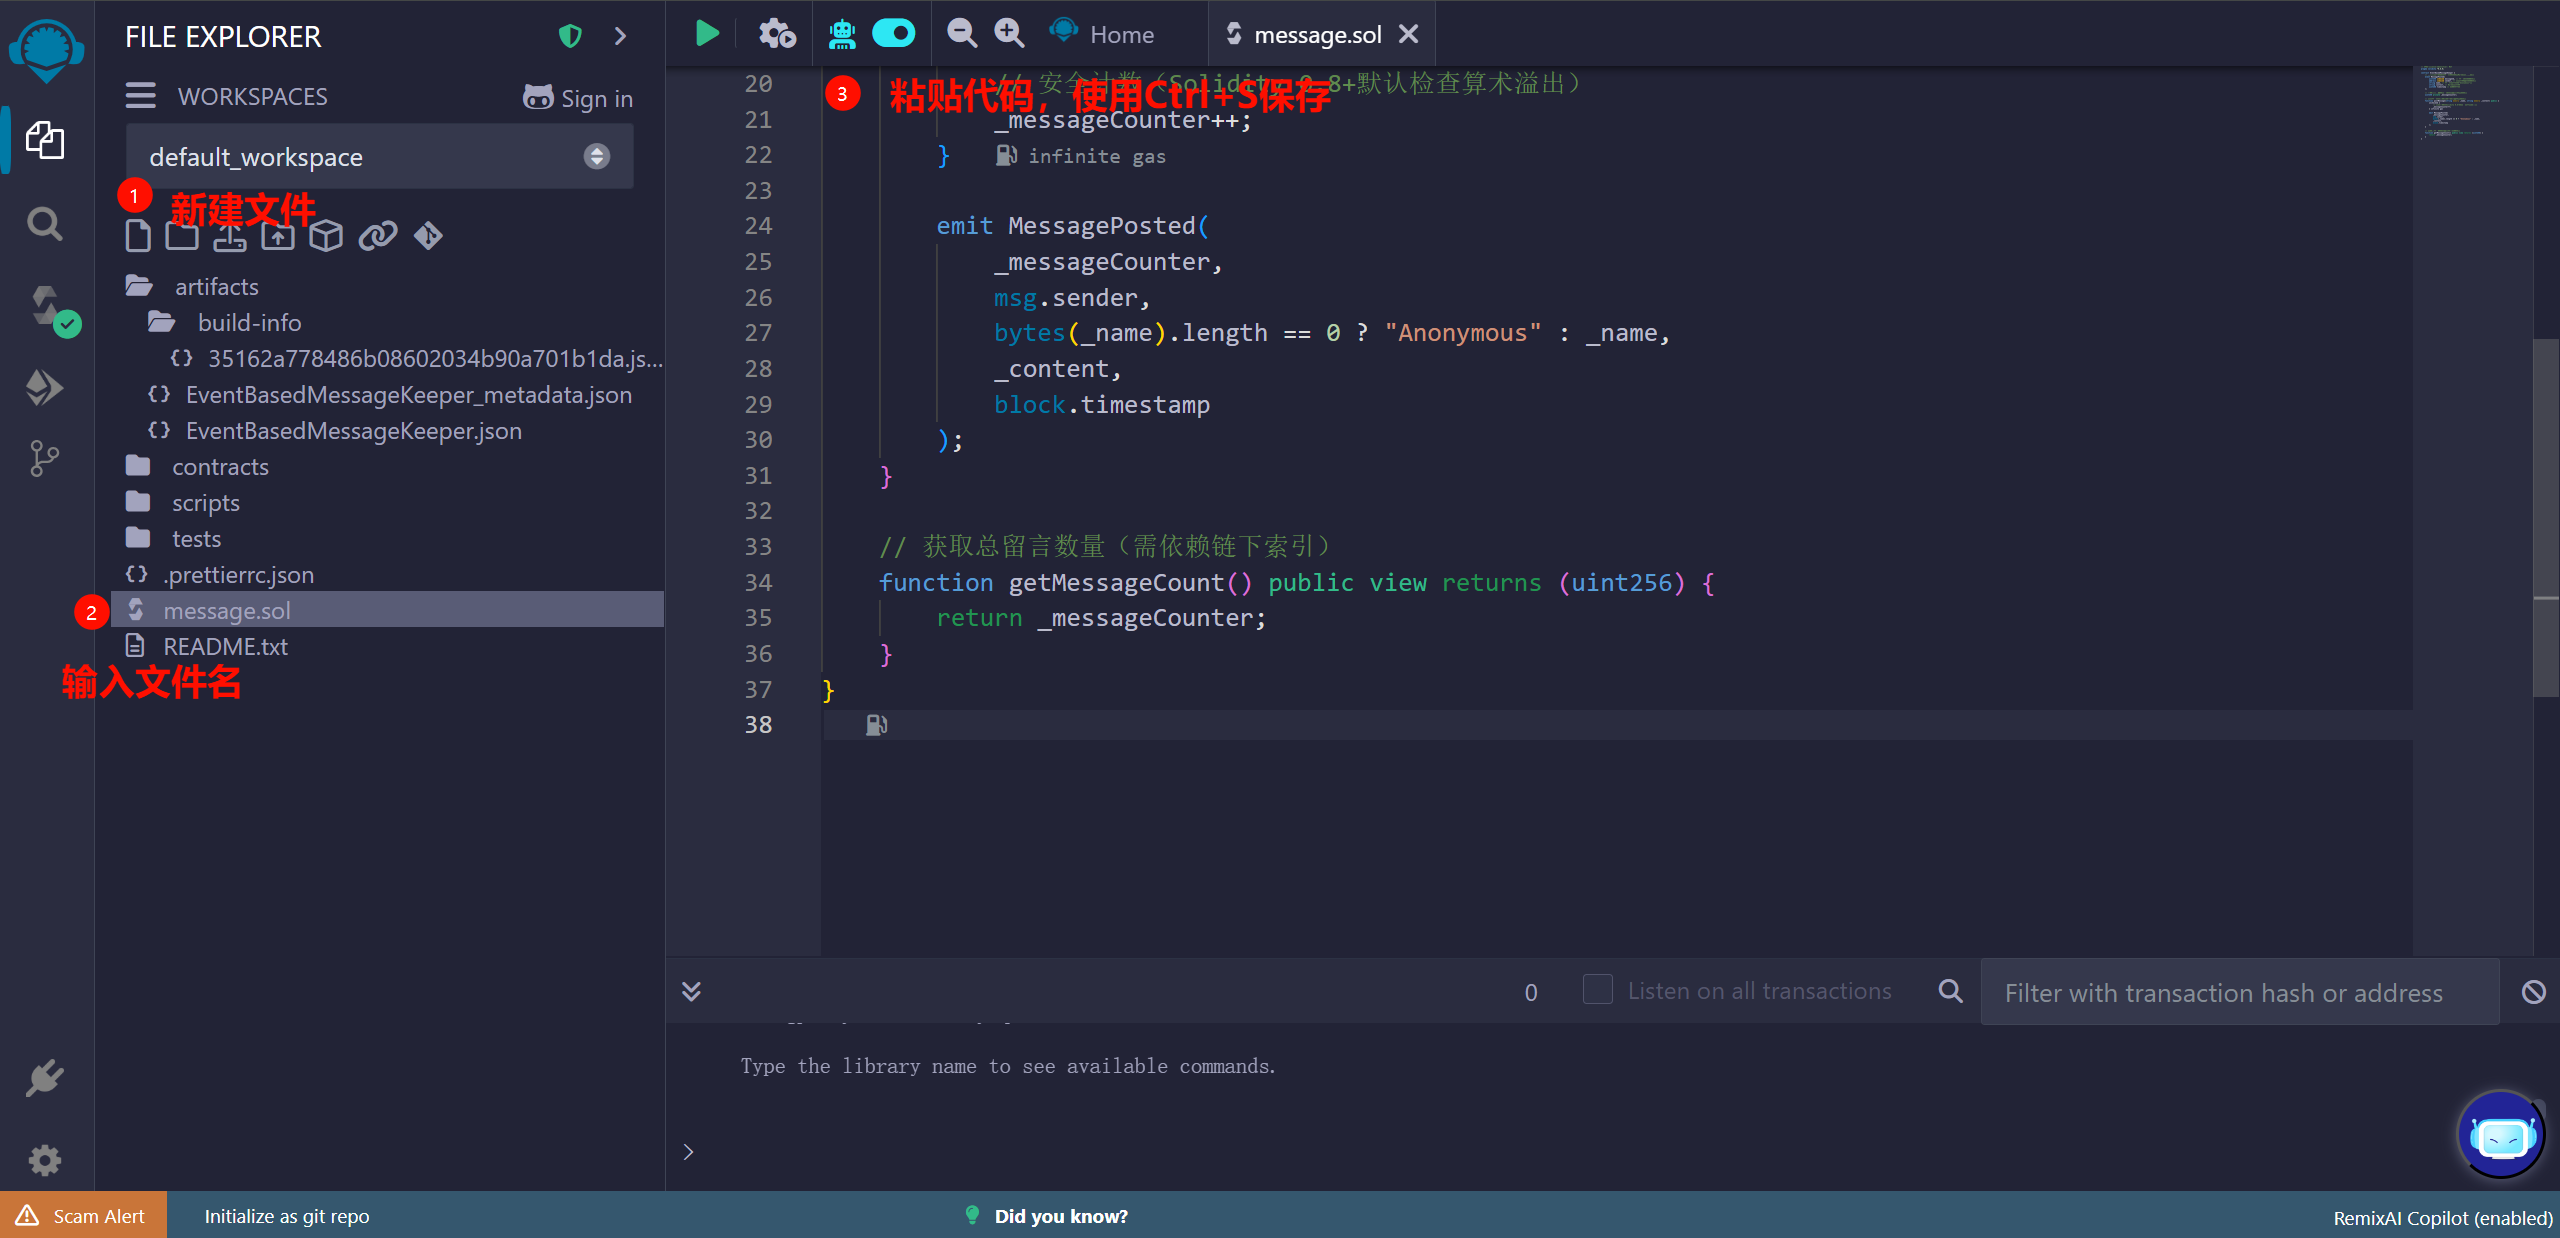 FILE EXPLORER
WORKSPACES
Sign in
default_workspace
1
新建文件
artifacts
build-info
35162a778486b08602034b90a701b1da.js...
EventBasedMessageKeeper_metadata.json
EventBasedMessageKeeper.json
contracts
scripts
tests
.prettierrc.json
2
message.sol
README.txt
输入文件名
Home
message.sol
3
粘贴代码，使用Ctrl+S保存
20 // 安全计数（Solidity 0.8+默认检查算术溢出）
21 _messageCounter++;
22 } infinite gas
23
24 emit MessagePosted(
25 _messageCounter,
26 msg.sender,
27 bytes(_name).length == 0 ? "Anonymous" : _name,
28 _content,
29 block.timestamp
30 );
31 }
32
33 // 获取总留言数量（需依赖链下索引）
34 function getMessageCount() public view returns (uint256) {
35 return _messageCounter;
36 }
37 }
38
0
Listen on all transactions
Filter with transaction hash or address
Type the library name to see available commands.
>
Scam Alert
Initialize as git repo
Did you know?
RemixAI Copilot (enabled)